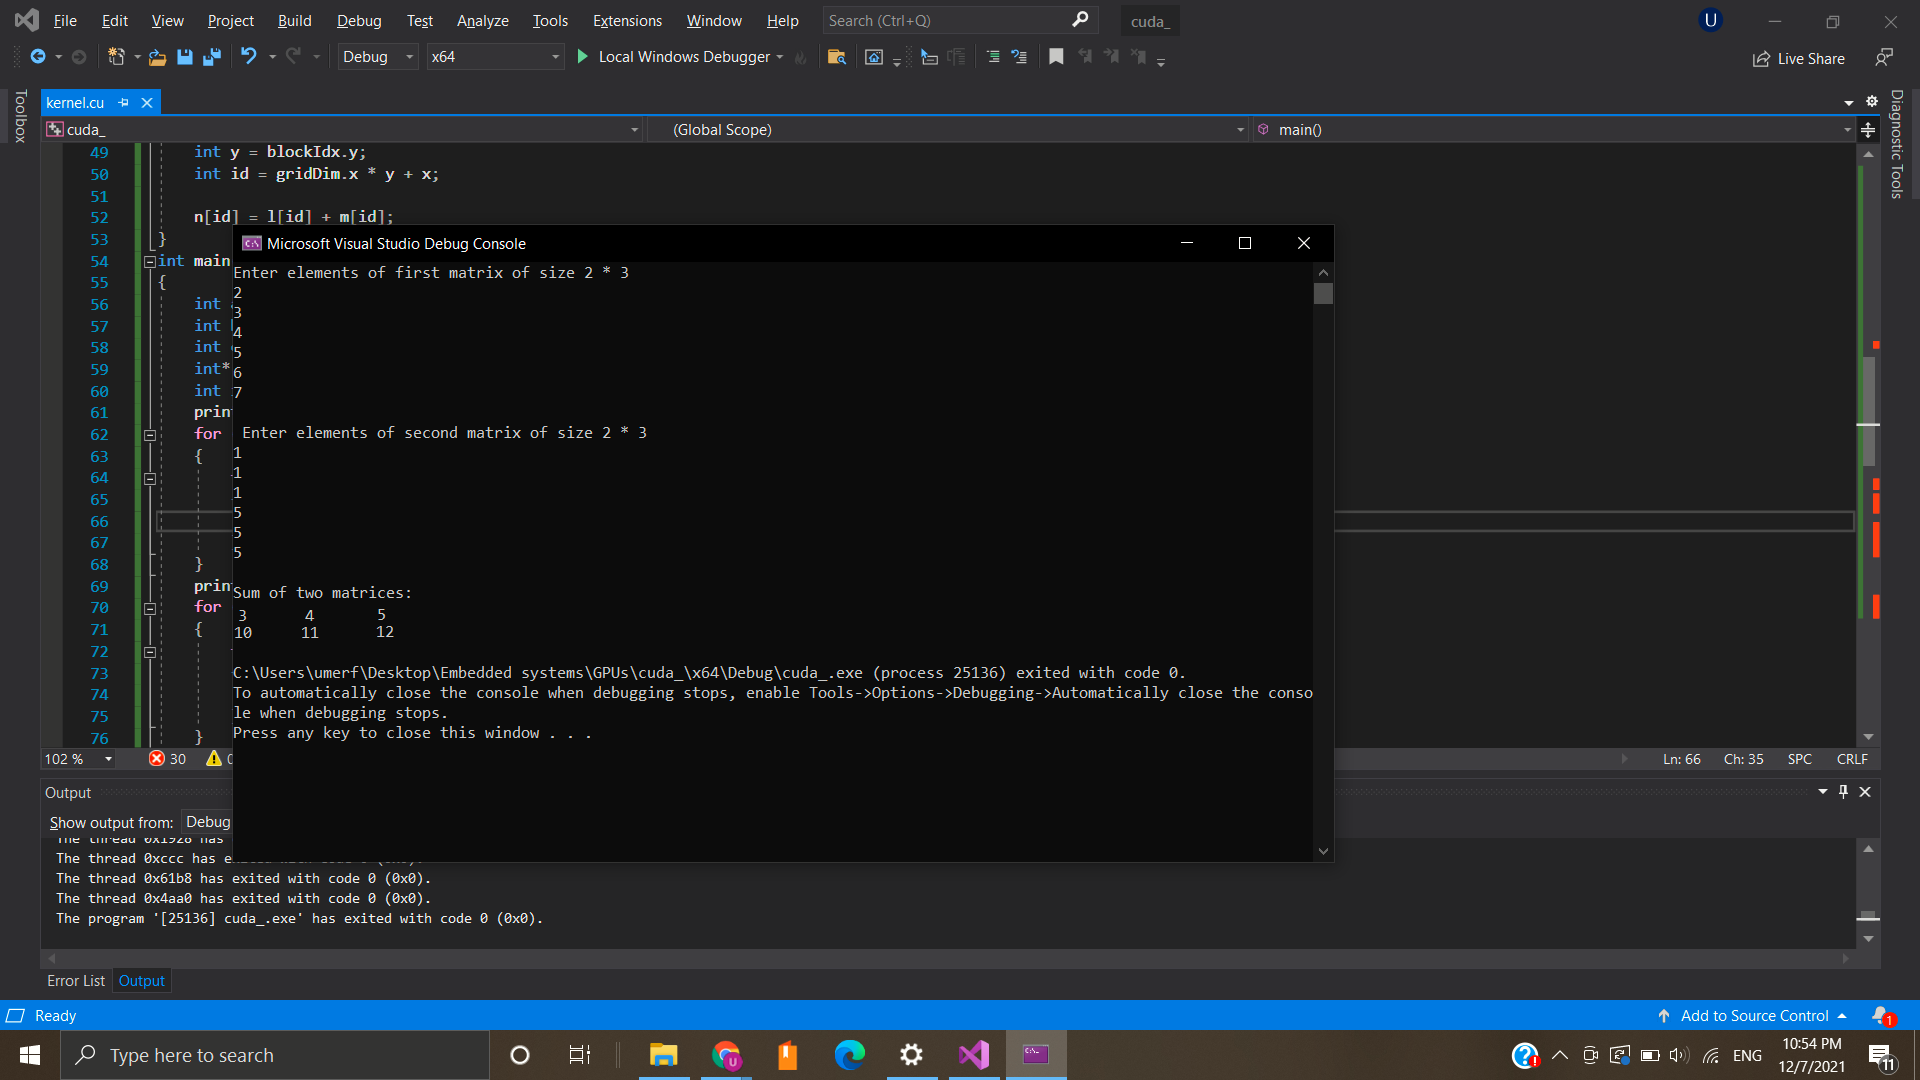 File Edit View Project Build Debug Test Analyze Tools Extensions Window Help Search (Ctrl+Q) cuda_ U
Debug x64 Local Windows Debugger Live Share
Toolbox
kernel.cu
cuda_ (Global Scope) main()
Diagnostic Tools
49 int y = blockIdx.y;
50 int id = gridDim.x * y + x;
51
52 n[id] = l[id] + m[id];
53 }
54 int main
55 {
56 int
57 int
58 int
59 int*
60 int
61 prin
62 for
63 {
64
65
66
67
68 }
69 prin
70 for
71 {
72
73
74
75
76 }
Microsoft Visual Studio Debug Console
Enter elements of first matrix of size 2 * 3
2
3
4
5
6
7
Enter elements of second matrix of size 2 * 3
1
1
1
5
5
5
Sum of two matrices:
3 4 5
10 11 12
C:\Users\umerf\Desktop\Embedded systems\GPUs\cuda_\x64\Debug\cuda_.exe (process 25136) exited with code 0.
To automatically close the console when debugging stops, enable Tools->Options->Debugging->Automatically close the conso
le when debugging stops.
Press any key to close this window . . .
102 % 30 Ln: 66 Ch: 35 SPC CRLF
Output
Show output from: Debug
The thread 0x1928 has
The thread 0xccc has exited with code 0 (0x0).
The thread 0x61b8 has exited with code 0 (0x0).
The thread 0x4aa0 has exited with code 0 (0x0).
The program '[25136] cuda_.exe' has exited with code 0 (0x0).
Error List Output
Ready Add to Source Control 1
Type here to search ENG 10:54 PM 12/7/2021 11